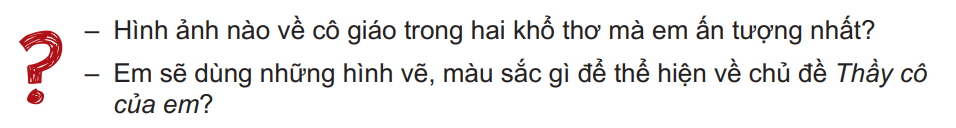 – Hình ảnh nào về cô giáo trong hai khổ thơ mà em ấn tượng nhất?
– Em sẽ dùng những hình vẽ, màu sắc gì để thể hiện về chủ đề Thầy cô
của em?